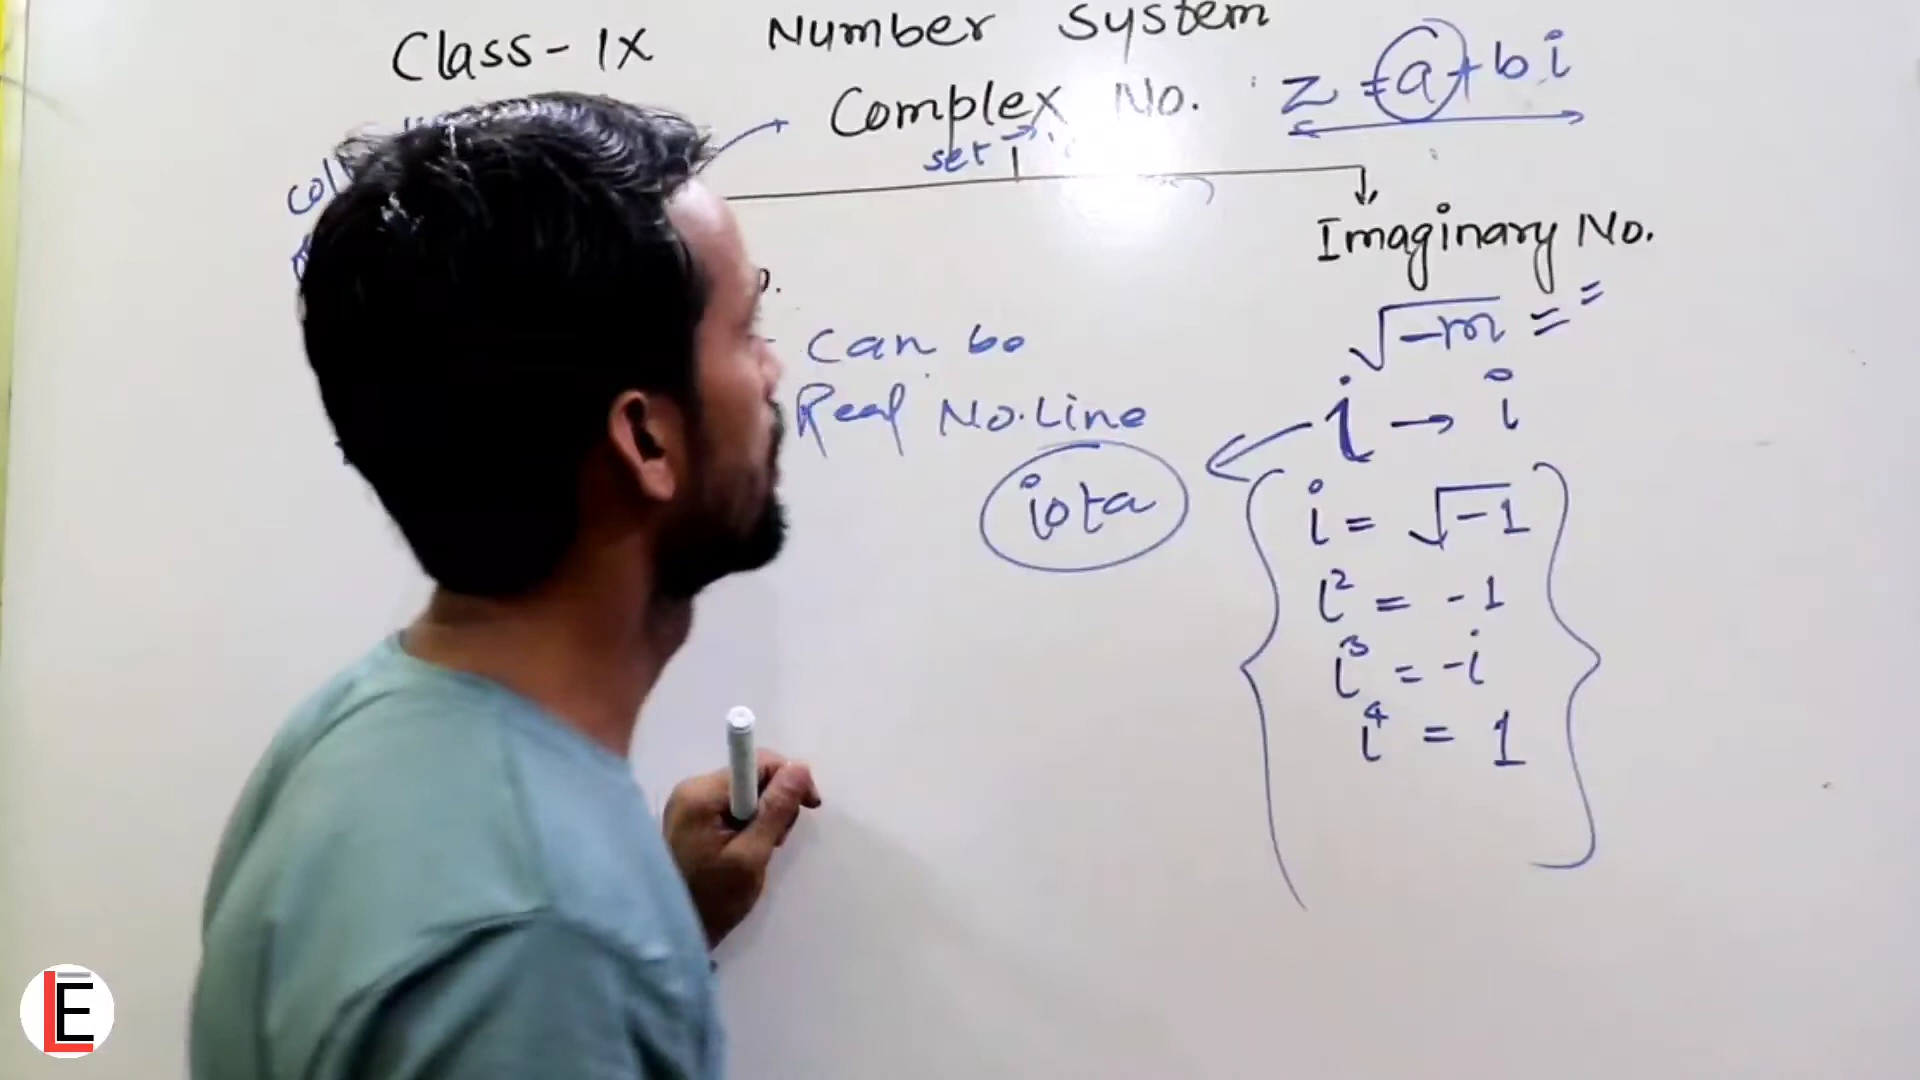 Class-IX Number System
Complex No. Z = a + b i
set
Imaginary No.
√-m = =
Can be
Real No. Line
i → i
iota
i = √-1
i² = -1
i³ = -i
i⁴ = 1
LE